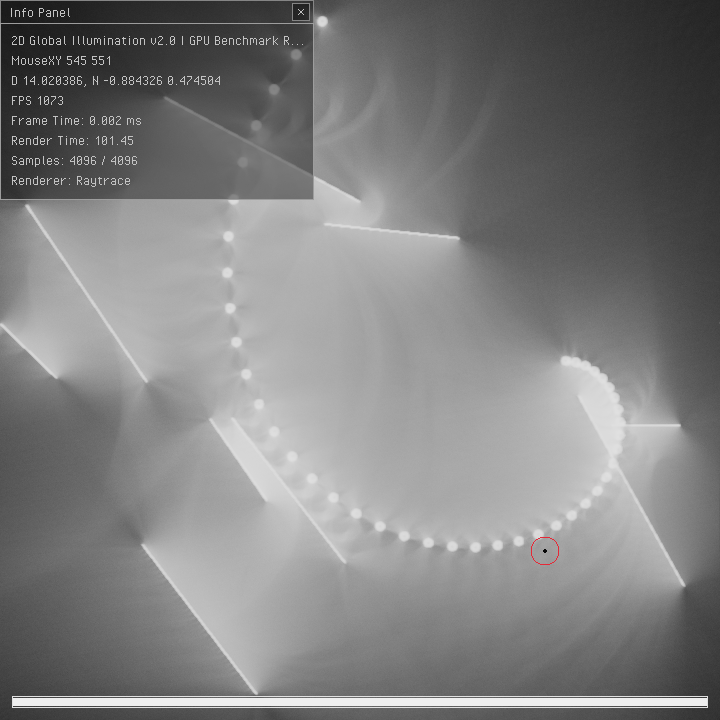 Info Panel
2D Global Illumination v2.0 | GPU Benchmark R...
MouseXY 545 551
D 14.020386, N -0.884326 0.474504
FPS 1073
Frame Time: 0.002 ms
Render Time: 101.45
Samples: 4096 / 4096
Renderer: Raytrace